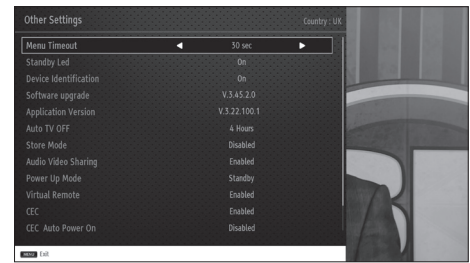 Other Settings Country : UK
Menu Timeout 30 sec
Standby Led On
Device Identification On
Software upgrade V.3.45.2.0
Application Version V.3.22.100.1
Auto TV OFF 4 Hours
Store Mode Disabled
Audio Video Sharing Enabled
Power Up Mode Standby
Virtual Remote Enabled
CEC Enabled
CEC Auto Power On Disabled
MENU Exit